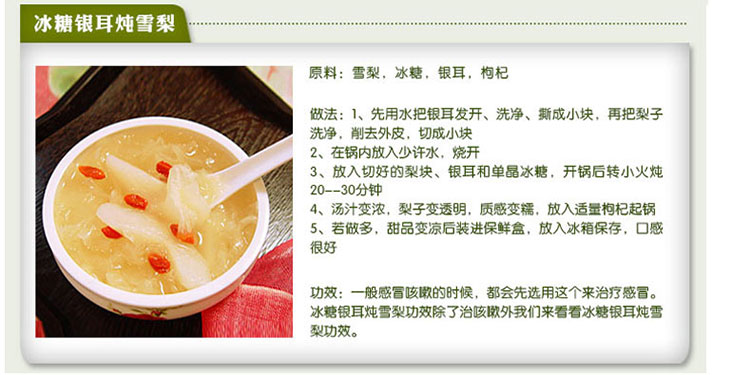 冰糖银耳炖雪梨
原料：雪梨，冰糖，银耳，枸杞
做法：1、先用水把银耳发开、洗净、撕成小块，再把梨子
洗净，削去外皮，切成小块
2、在锅内放入少许水，烧开
3、放入切好的梨块、银耳和单晶冰糖，开锅后转小火炖
20--30分钟
4、汤汁变浓，梨子变透明，质感变糯，放入适量枸杞起锅
5、若做多，甜品变凉后装进保鲜盒，放入冰箱保存，口感
很好
功效：一般感冒咳嗽的时候，都会先选用这个来治疗感冒。
冰糖银耳炖雪梨功效除了治咳嗽外我们来看看冰糖银耳炖雪
梨功效。